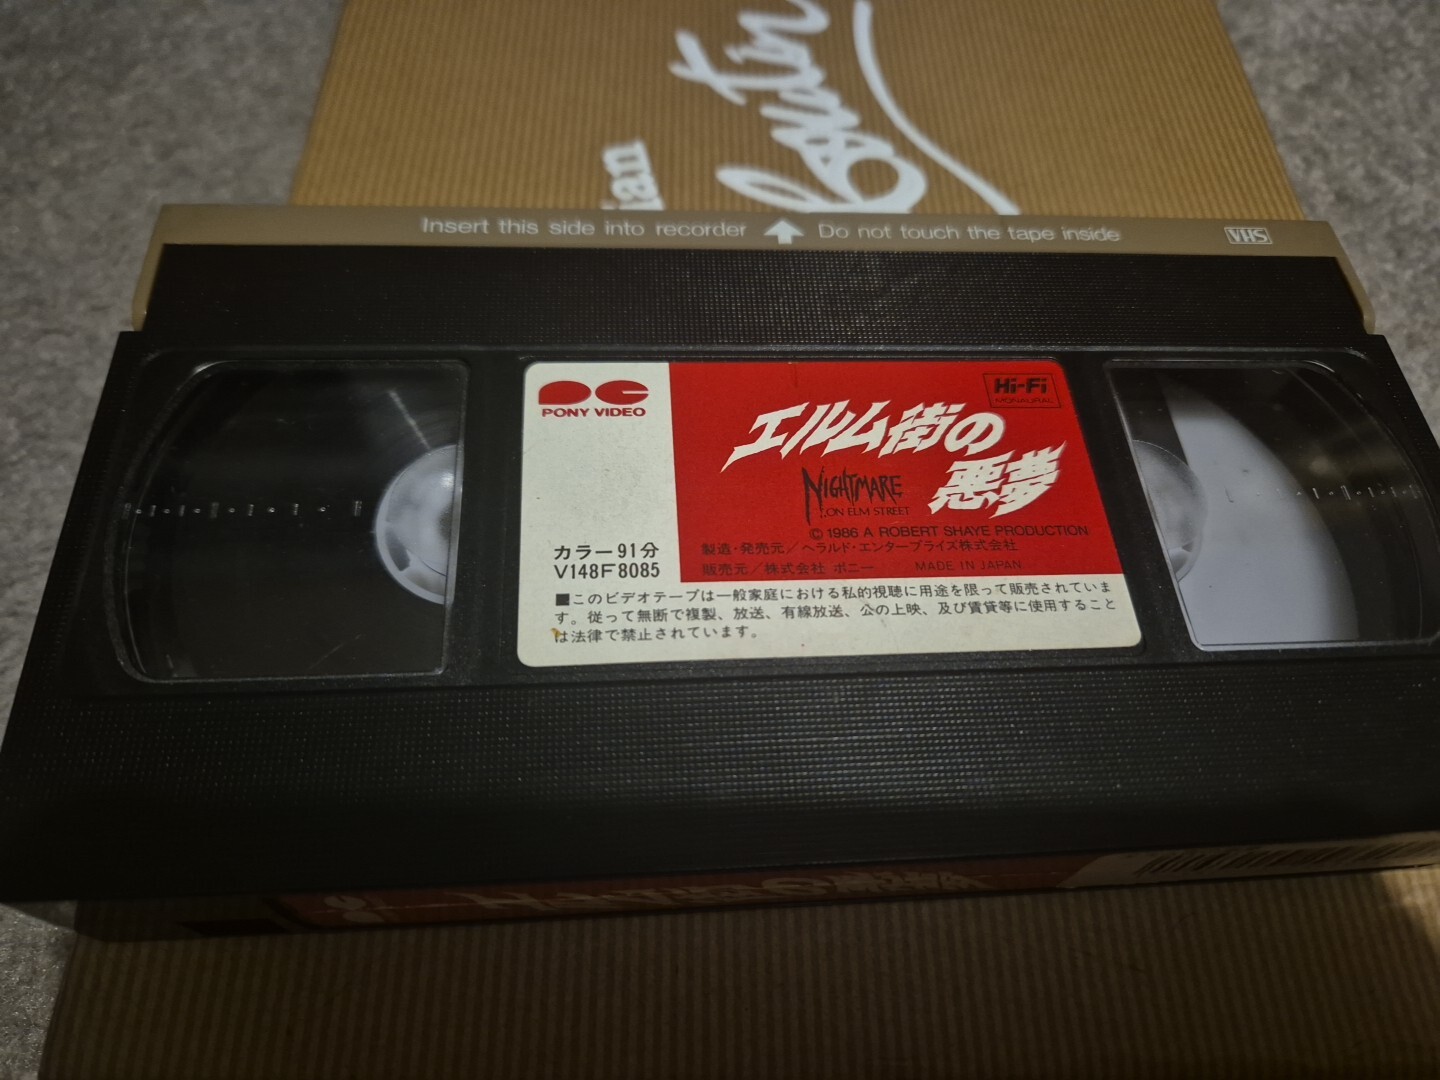 Boutin
Insert this side into recorder
Do not touch the tape inside
VHS
PONY VIDEO
Hi-Fi
MONAURAL
エルム街の
悪夢
NIGHTMARE
ON ELM STREET
© 1986 A ROBERT SHAYE PRODUCTION
カラー91分
製造・発売元/ヘラルド・エンタープライズ株式会社
V148F8085
販売元/株式会社 ポニー MADE IN JAPAN
■このビデオテープは一般家庭における私的視聴に用途を限って販売されていま
す。従って無断で複製、放送、有線放送、公の上映、及び賃貸等に使用すること
は法律で禁止されています。